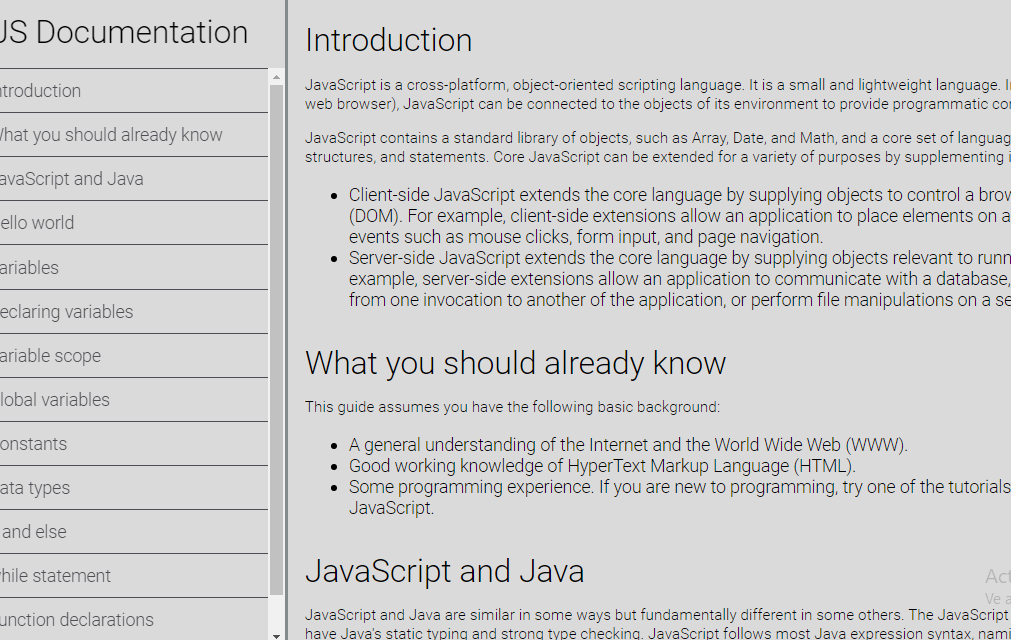 JS Documentation
ntroduction
hat you should already know
avaScript and Java
ello world
ariables
eclaring variables
ariable scope
lobal variables
onstants
ata types
and else
hile statement
unction declarations
Introduction
JavaScript is a cross-platform, object-oriented scripting language. It is a small and lightweight language. I
web browser), JavaScript can be connected to the objects of its environment to provide programmatic co
JavaScript contains a standard library of objects, such as Array, Date, and Math, and a core set of languag
structures, and statements. Core JavaScript can be extended for a variety of purposes by supplementing i
• Client-side JavaScript extends the core language by supplying objects to control a brow
(DOM). For example, client-side extensions allow an application to place elements on a
events such as mouse clicks, form input, and page navigation.
• Server-side JavaScript extends the core language by supplying objects relevant to runn
example, server-side extensions allow an application to communicate with a database,
from one invocation to another of the application, or perform file manipulations on a se
What you should already know
This guide assumes you have the following basic background:
• A general understanding of the Internet and the World Wide Web (WWW).
• Good working knowledge of HyperText Markup Language (HTML).
• Some programming experience. If you are new to programming, try one of the tutorials
JavaScript.
JavaScript and Java
Act
Ve a
JavaScript and Java are similar in some ways but fundamentally different in some others. The JavaScript
have Java's static typing and strong type checking. JavaScript follows most Java expression syntax, nami